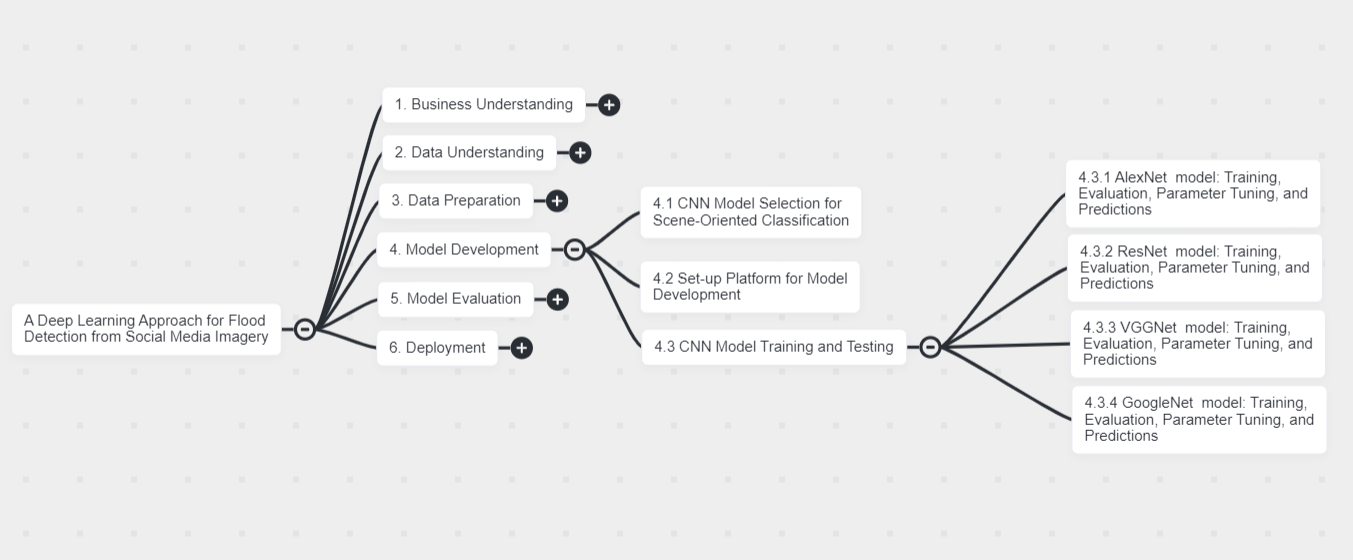 A Deep Learning Approach for Flood
Detection from Social Media Imagery
1. Business Understanding
2. Data Understanding
3. Data Preparation
4. Model Development
5. Model Evaluation
6. Deployment
4.1 CNN Model Selection for
Scene-Oriented Classification
4.2 Set-up Platform for Model
Development
4.3 CNN Model Training and Testing
4.3.1 AlexNet  model: Training,
Evaluation, Parameter Tuning, and
Predictions
4.3.2 ResNet  model: Training,
Evaluation, Parameter Tuning, and
Predictions
4.3.3 VGGNet  model: Training,
Evaluation, Parameter Tuning, and
Predictions
4.3.4 GoogleNet  model: Training,
Evaluation, Parameter Tuning, and
Predictions